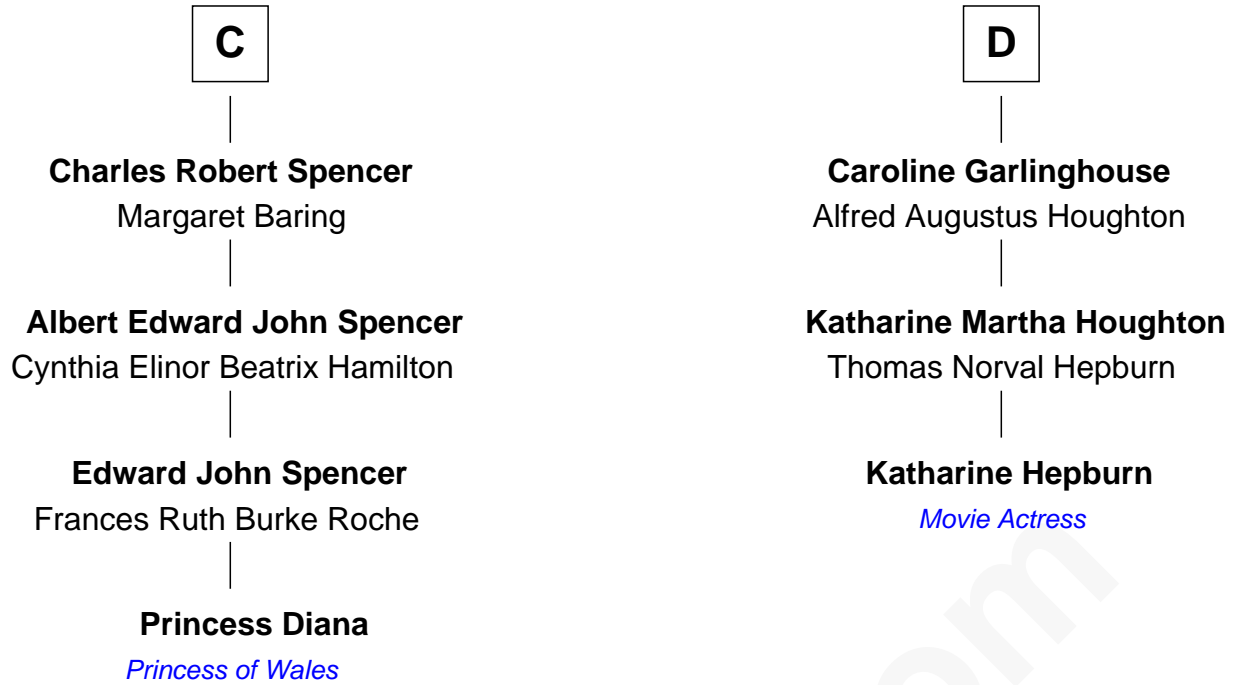 C
Charles Robert Spencer
Margaret Baring
Albert Edward John Spencer
Cynthia Elinor Beatrix Hamilton
Edward John Spencer
Frances Ruth Burke Roche
Princess Diana
Princess of Wales
D
Caroline Garlinghouse
Alfred Augustus Houghton
Katharine Martha Houghton
Thomas Norval Hepburn
Katharine Hepburn
Movie Actress
om